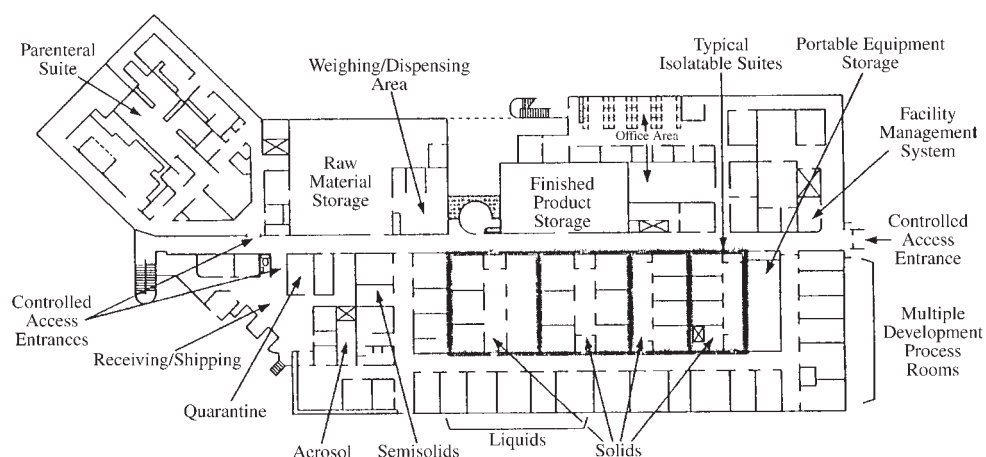 Parenteral
Suite
Weighing/Dispensing
Area
Typical
Isolatable Suites
Portable Equipment
Storage
Facility
Management
System
Office Area
Raw
Material
Storage
Finished
Product
Storage
Controlled
Access
Entrance
Controlled
Access
Entrances
Receiving/Shipping
Quarantine
Aerosol
Semisolids
Liquids
Solids
Multiple
Development
Process
Rooms